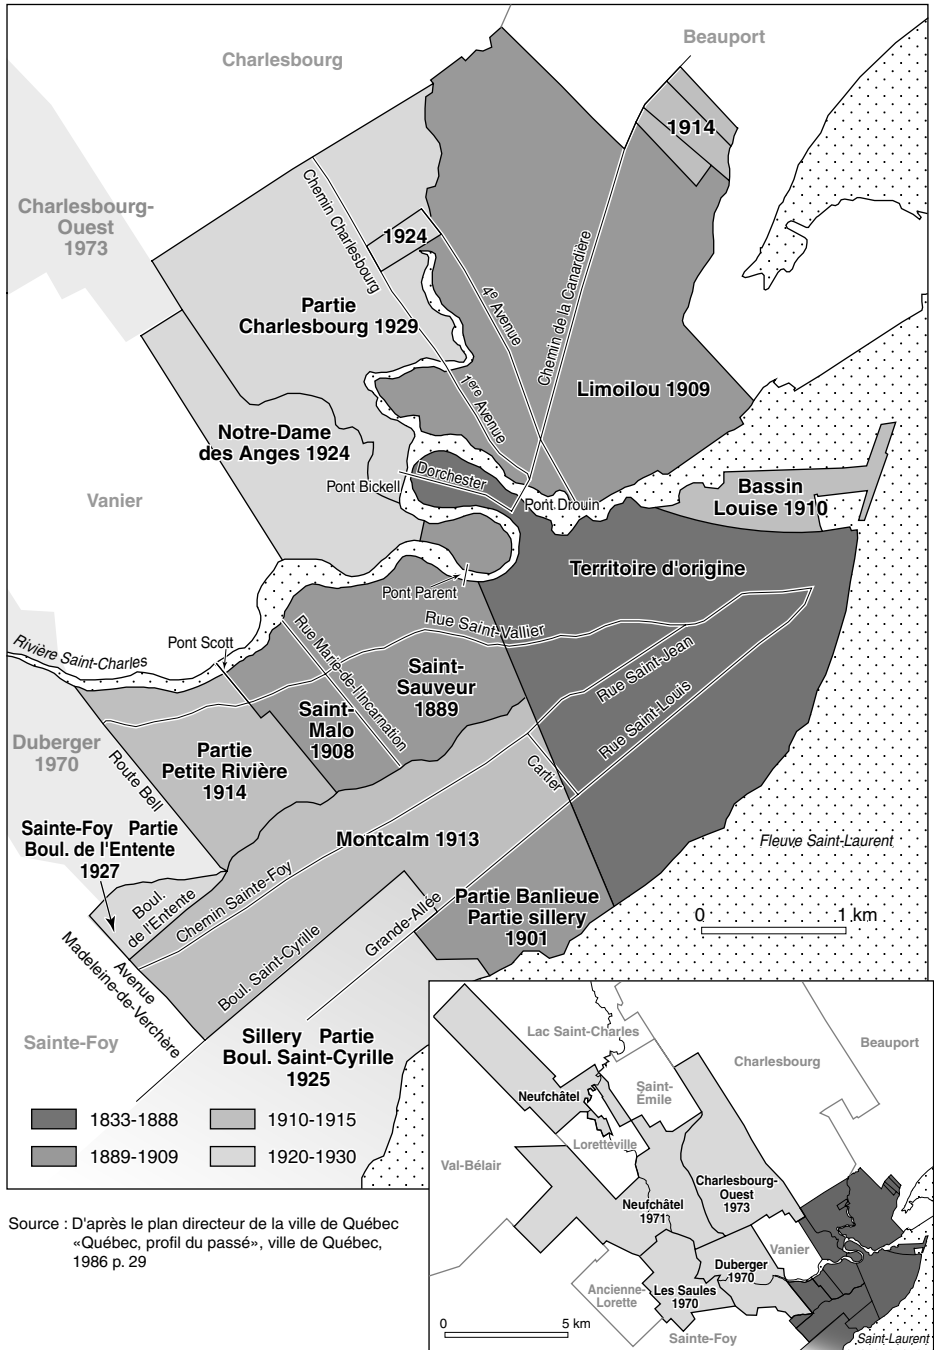 Charlesbourg
Beauport
1914
Charlesbourg-
Ouest
1973
Chemin Charlesbourg
1924
4e Avenue
Chemin de la Canardière
Partie
Charlesbourg 1929
1ere Avenue
Limoilou 1909
Notre-Dame
des Anges 1924
Vanier
Pont Bickell
Dorchester
Pont Drouin
Bassin
Louise 1910
Territoire d'origine
Pont Parent
Rue Saint-Vallier
Rivière Saint-Charles
Pont Scott
Rue Marie-de-l'Incarnation
Saint-
Sauveur
1889
Rue Saint-Jean
Rue Saint-Louis
Saint-
Malo
1908
Duberger
1970
Partie
Petite Rivière
1914
Route Bell
Cartier
Sainte-Foy Partie
Boul. de l'Entente
1927
Montcalm 1913
Fleuve Saint-Laurent
Boul.
de l'Entente
Chemin Sainte-Foy
Grande-Allée
Partie Banlieue
Partie sillery
1901
0 1 km
Boul. Saint-Cyrille
Avenue
Madeleine-de-Verchère
Sainte-Foy
Sillery Partie
Boul. Saint-Cyrille
1925
1833-1888
1910-1915
1889-1909
1920-1930
Lac Saint-Charles
Beauport
Charlesbourg
Neufchâtel
Saint-
Émile
Loretteville
Val-Bélair
Charlesbourg-
Ouest
1973
Neufchâtel
1971
Vanier
Duberger
1970
Ancienne-
Lorette
Les Saules
1970
0 5 km
Sainte-Foy
Saint-Laurent
Source : D'après le plan directeur de la ville de Québec
«Québec, profil du passé», ville de Québec,
1986 p. 29